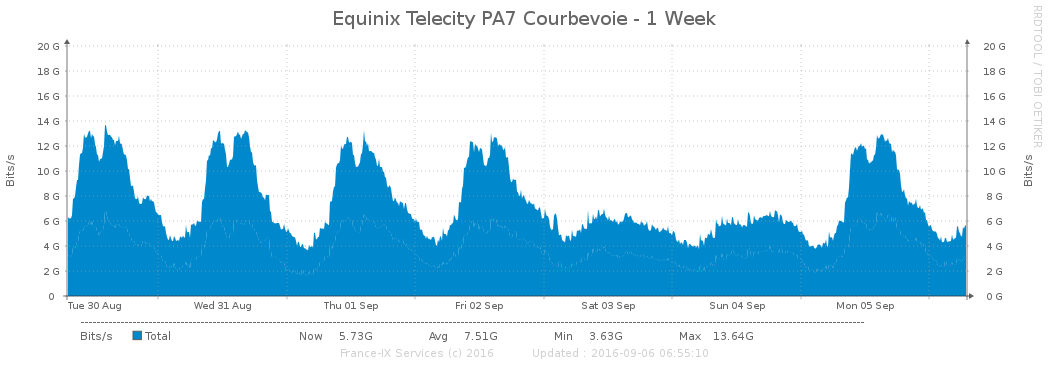 Equinix Telecity PA7 Courbevoie - 1 Week
RRDTOOL / TOBI OETIKER
Bits/s
20 G
18 G
16 G
14 G
12 G
10 G
8 G
6 G
4 G
2 G
0
20 G
18 G
16 G
14 G
12 G
10 G
8 G
6 G
4 G
2 G
0 G
Bits/s
Tue 30 Aug Wed 31 Aug Thu 01 Sep Fri 02 Sep Sat 03 Sep Sun 04 Sep Mon 05 Sep
Bits/s Total Now 5.73G Avg 7.51G Min 3.63G Max 13.64G
France-IX Services (c) 2016 Updated : 2016-09-06 06:55:10